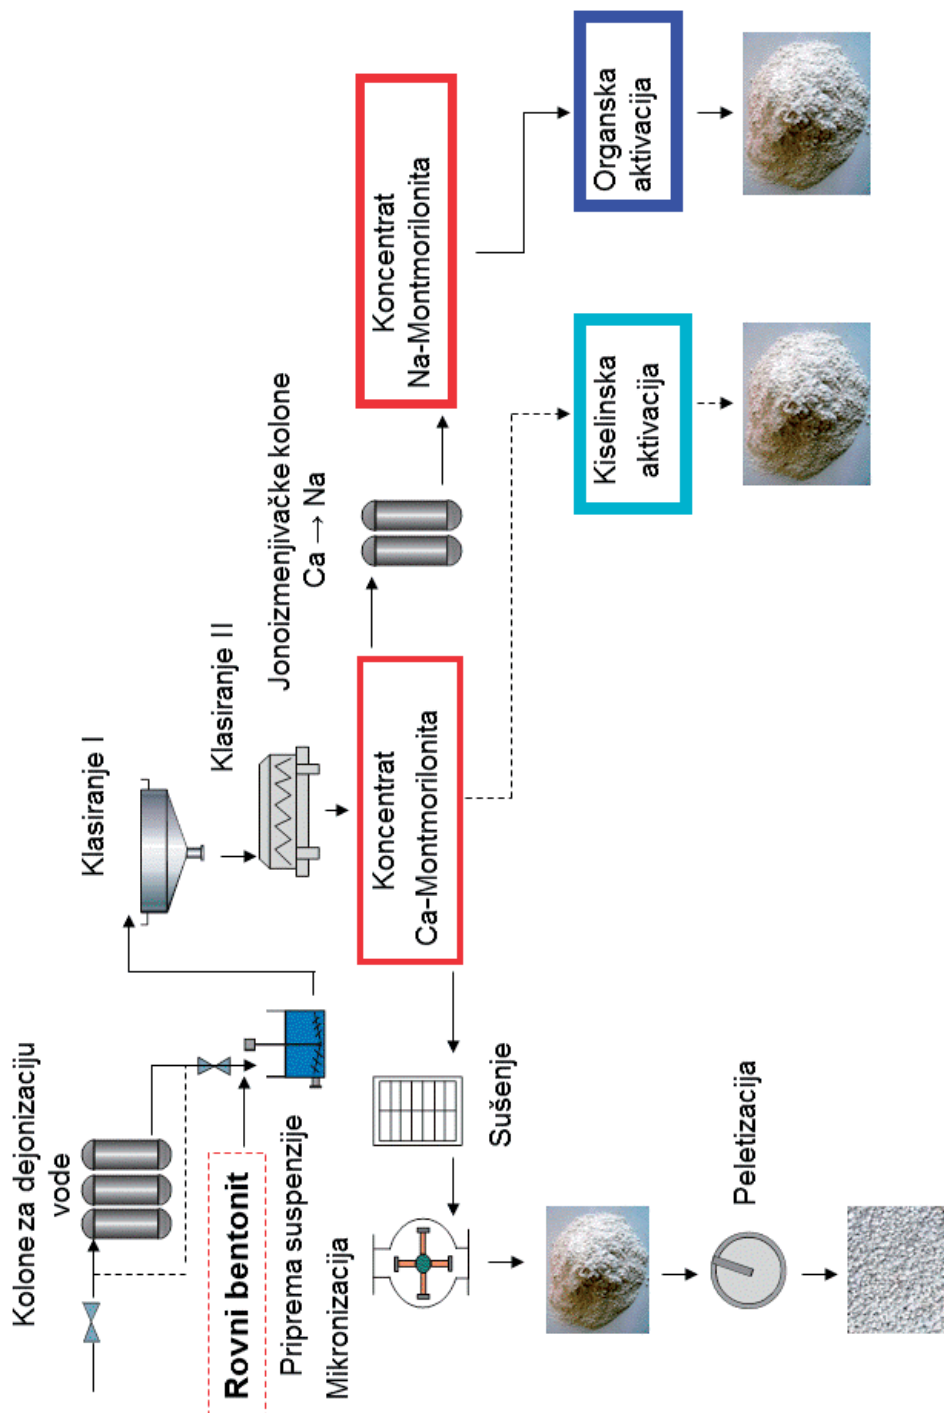 Kolone za dejonizaciju
vode
Rovni bentonit
Priprema suspenzije
Klasiranje I
Klasiranje II
Jonoizmenjivačke kolone
Ca → Na
Koncentrat
Ca-Montmorilonita
Koncentrat
Na-Montmorilonita
Sušenje
Mikronizacija
Peletizacija
Kiselinska
aktivacija
Organska
aktivacija